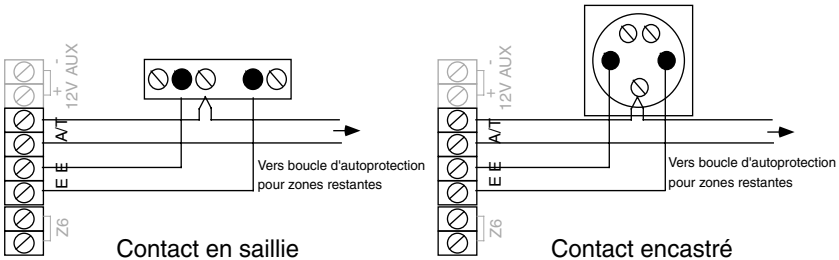 -
+
12V AUX
A/T
E E
Z6
Vers boucle d'autoprotection
pour zones restantes
Contact en saillie
-
+
12V AUX
A/T
E E
Z6
Vers boucle d'autoprotection
pour zones restantes
Contact encastré